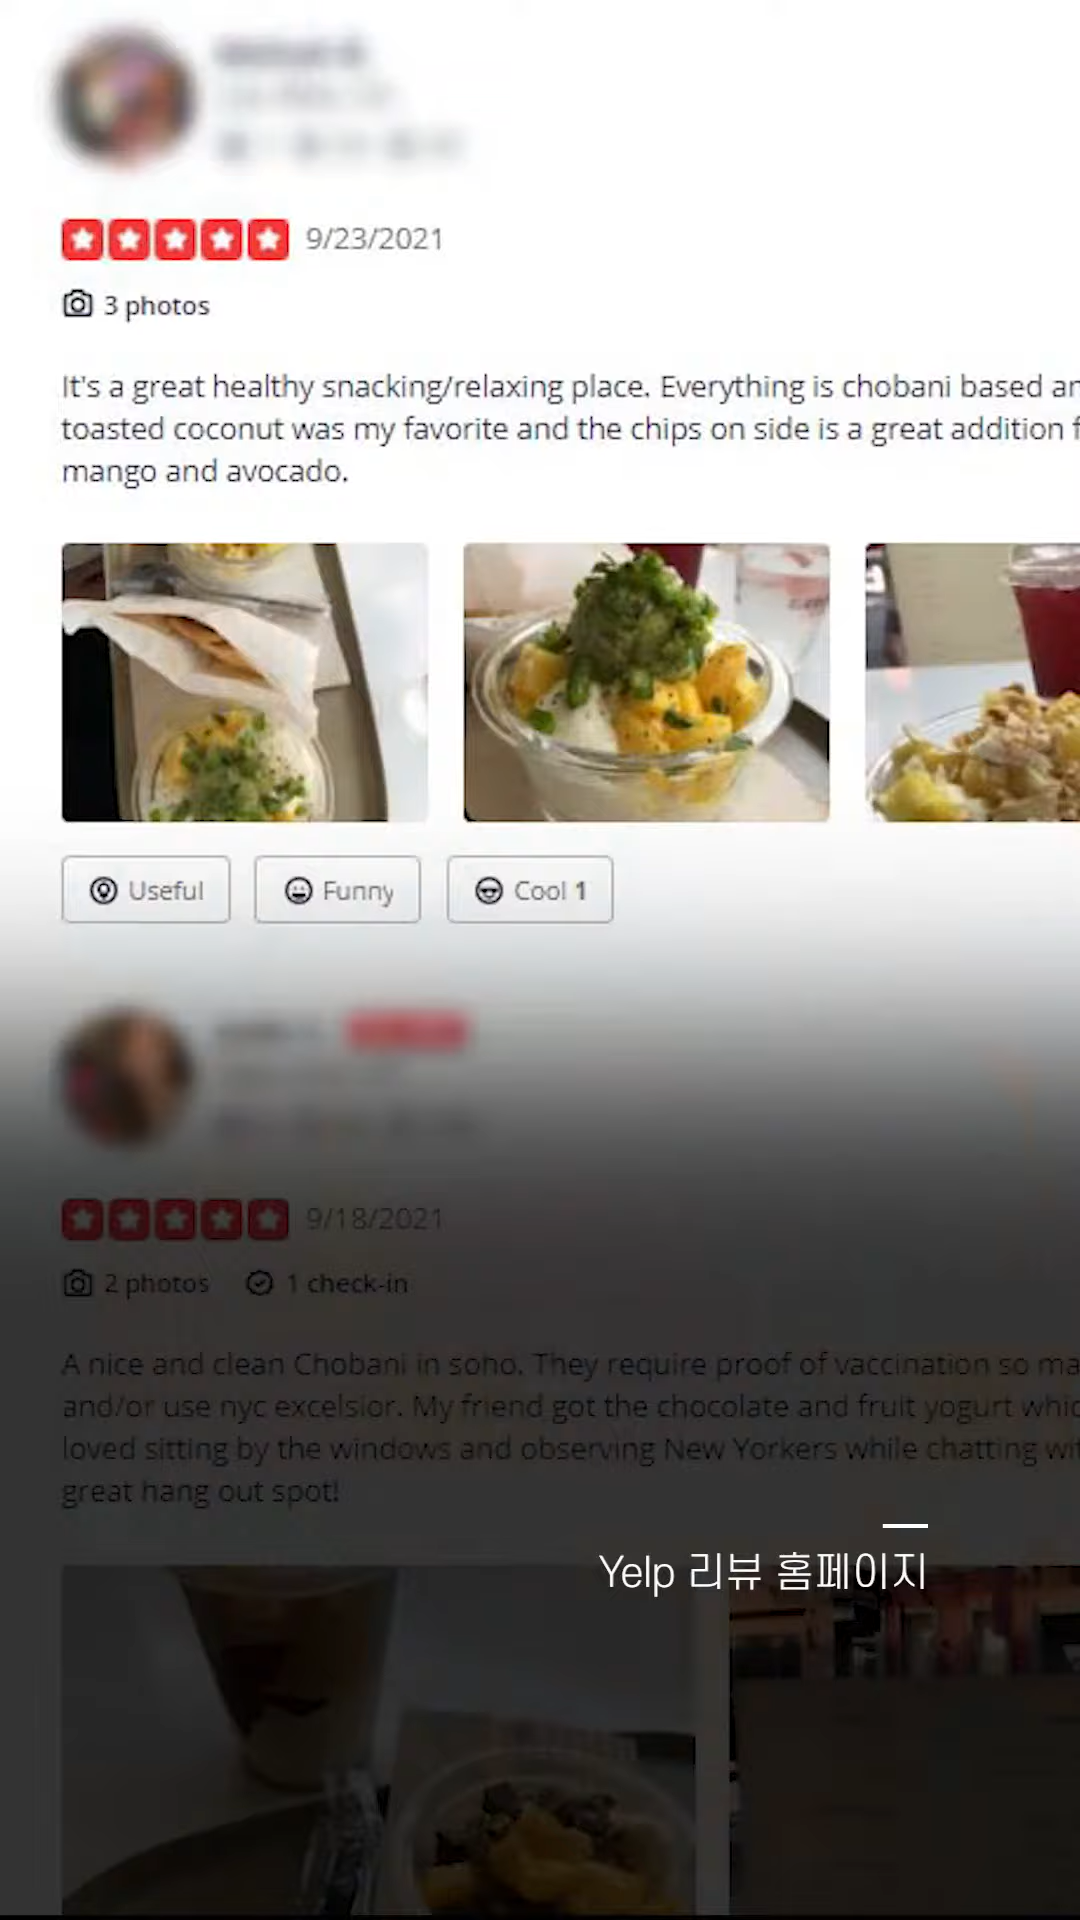 9/23/2021
3 photos
It's a great healthy snacking/relaxing place. Everything is chobani based
toasted coconut was my favorite and the chips on side is a great addition
mango and avocado.
Useful
Funny
Cool 1
9/18/2021
2 photos 1 check-in
A nice and clean Chobani in soho. They require proof of vaccination so
and/or use nyc excelsior. My friend got the chocolate and fruit yogurt
loved sitting by the windows and observing New Yorkers while chatting
great hang out spot!
Yelp 리뷰 홈페이지